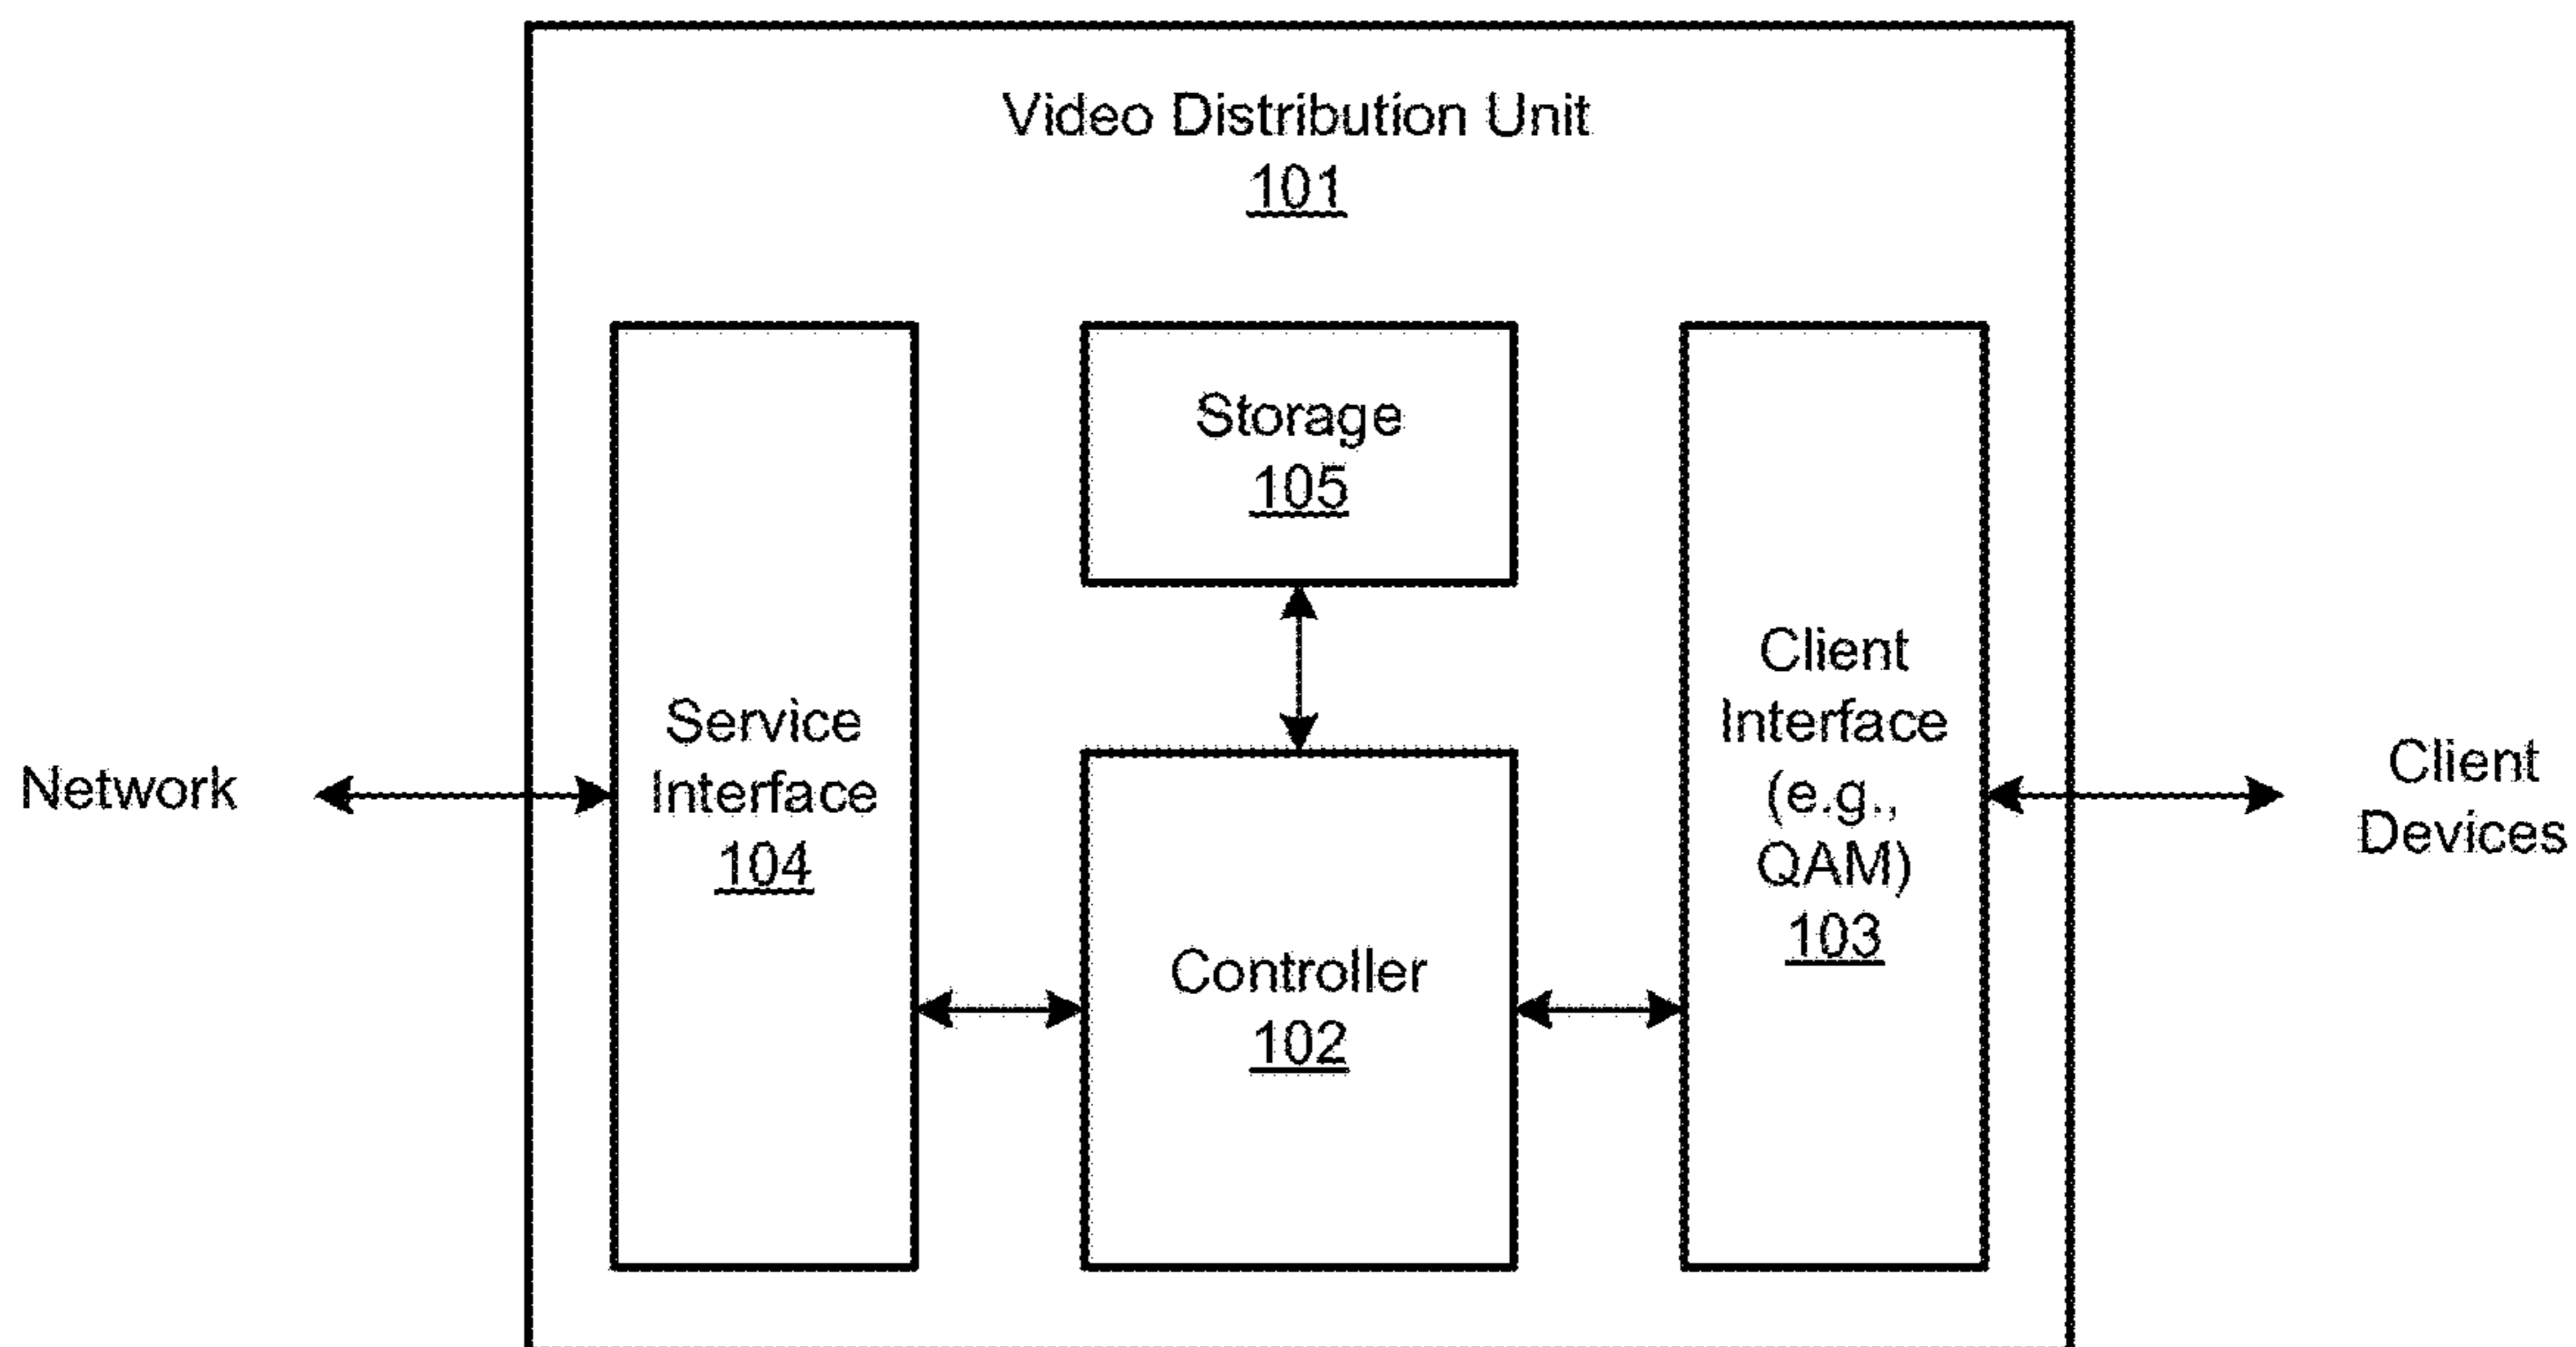 Video Distribution Unit
101
Storage
105
Network
Service
Interface
104
Controller
102
Client
Interface
(e.g.,
QAM)
103
Client
Devices